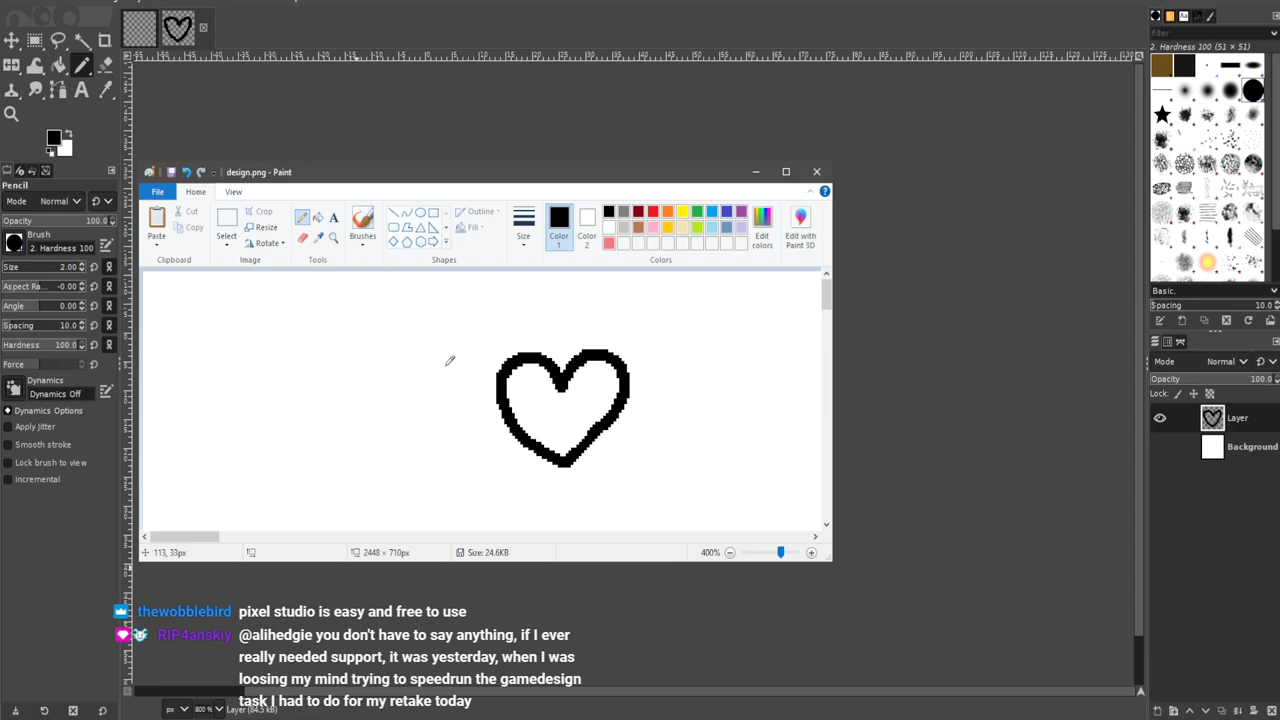 design.png - Paint
File
Home
View
Paste
Cut
Copy
Clipboard
Select
Crop
Resize
Rotate
Image
Tools
Brushes
Outline
Fill
Shapes
Size
Color 1
Color 2
Edit colors
Edit with Paint 3D
Colors
113, 33px
2448 × 710px
Size: 24.6KB
400%
Pencil
Mode Normal
Opacity 100.0
Brush
2. Hardness 100
Size 2.00
Aspect Ra... -0.00
Angle 0.00
Spacing 10.0
Hardness 100.0
Force
Dynamics
Dynamics Off
Dynamics Options
Apply Jitter
Smooth stroke
Lock brush to view
Incremental
filter
2. Hardness 100 (51 × 51)
Basic,
Spacing 10.0
Mode Normal
Opacity 100.0
Lock:
Layer
Background
thewobblebird pixel studio is easy and free to use
RIP4anskiy @alihedgie you don't have to say anything, if I ever
really needed support, it was yesterday, when I was
loosing my mind trying to speedrun the gamedesign
task I had to do for my retake today
px 800 % Layer (84.5 kB)